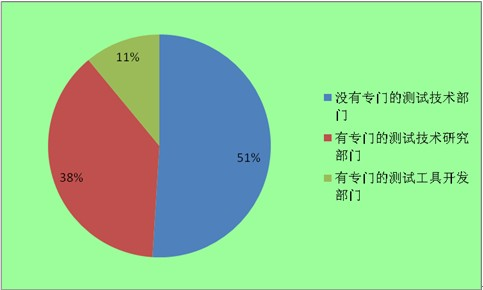 11%
51%
38%
没有专门的测试技术部
门
有专门的测试技术研究
部门
有专门的测试工具开发
部门